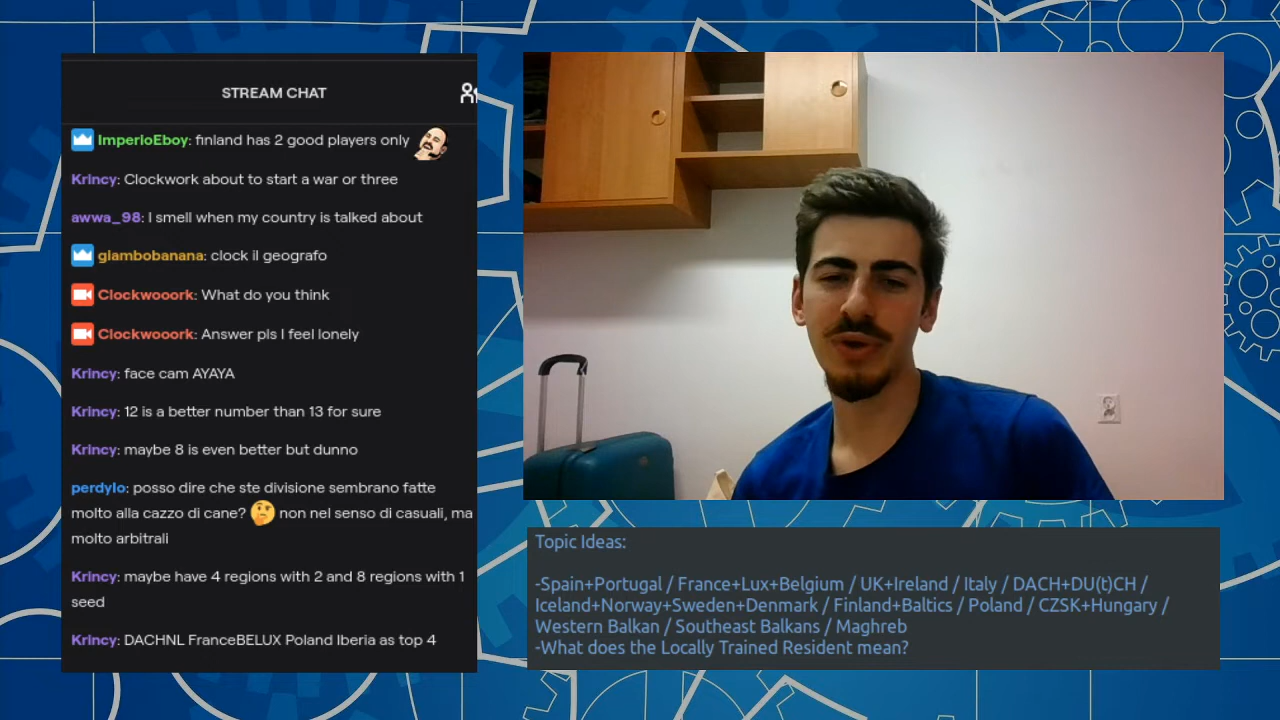 STREAM CHAT
ImperioEboy: finland has 2 good players only
Krincy: Clockwork about to start a war or three
awwa_98: I smell when my country is talked about
glambobanana: clock il geografo
Clockwooork: What do you think
Clockwooork: Answer pls I feel lonely
Krincy: face cam AYAYA
Krincy: 12 is a better number than 13 for sure
Krincy: maybe 8 is even better but dunno
perdylo: posso dire che ste divisione sembrano fatte
molto alla cazzo di cane? 🤔 non nel senso di casuali, ma
molto arbitrali
Krincy: maybe have 4 regions with 2 and 8 regions with 1
seed
Krincy: DACHNL FranceBELUX Poland Iberia as top 4
Topic Ideas:
-Spain+Portugal / France+Lux+Belgium / UK+Ireland / Italy / DACH+DU(t)CH /
Iceland+Norway+Sweden+Denmark / Finland+Baltics / Poland / CZSK+Hungary /
Western Balkan / Southeast Balkans / Maghreb
-What does the Locally Trained Resident mean?